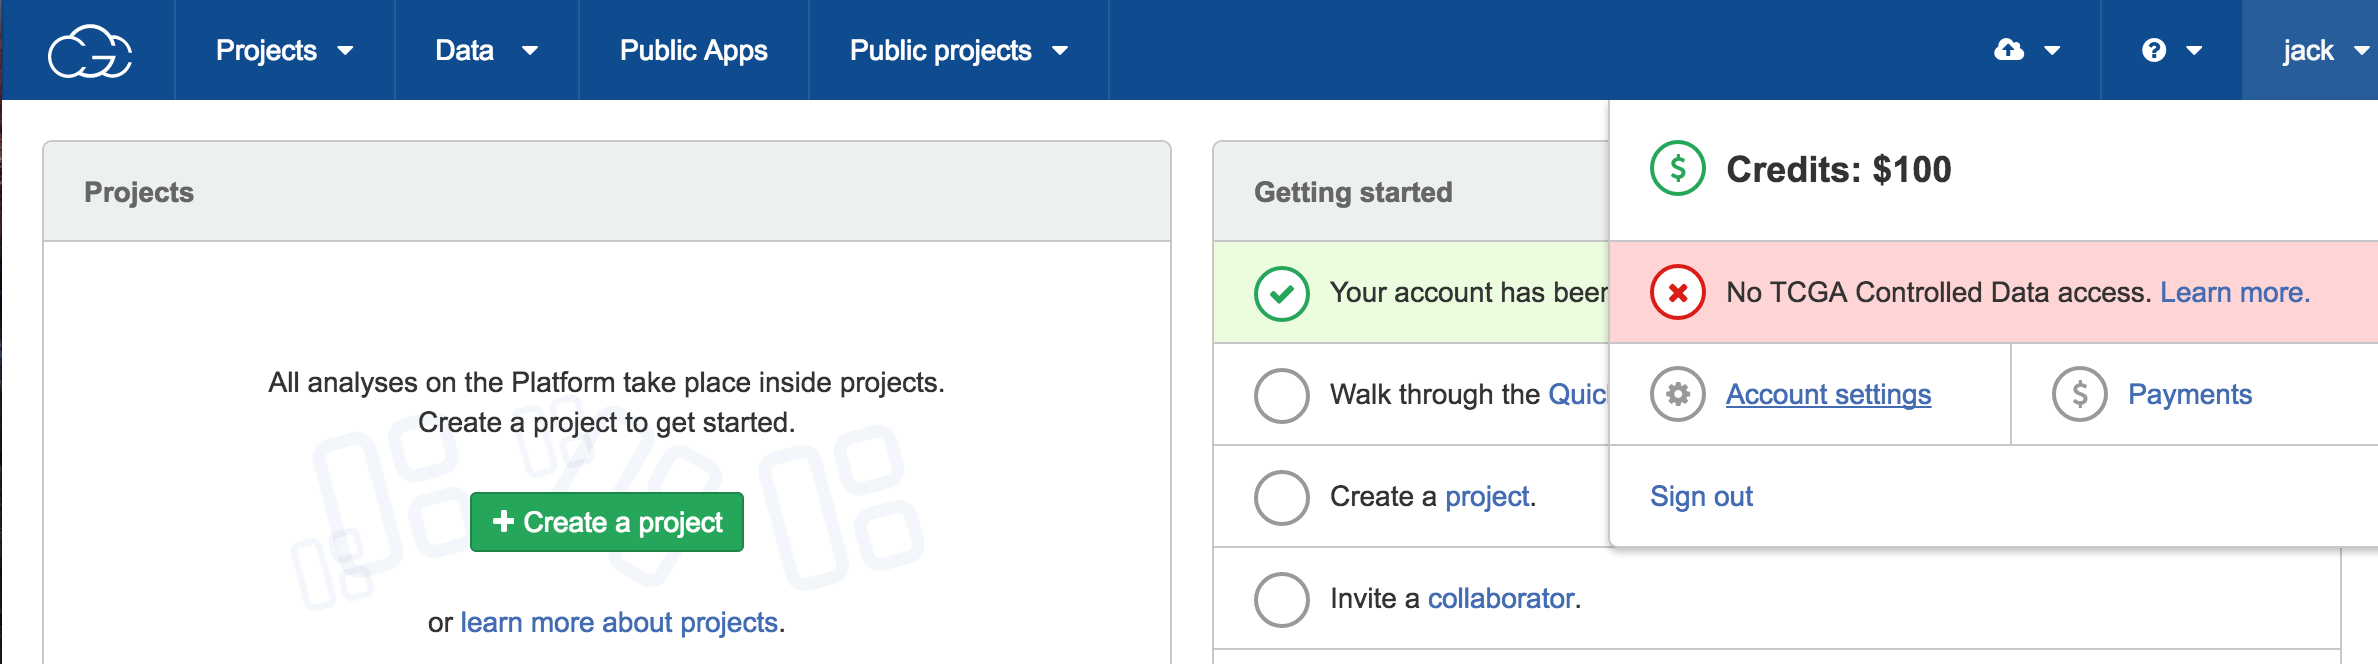 CGC
Projects
Data
Public Apps
Public projects
jack
Projects
All analyses on the Platform take place inside projects.
Create a project to get started.
+ Create a project
or learn more about projects.
Getting started
Your account has been
Walk through the Quic
Create a project.
Invite a collaborator.
$ Credits: $100
No TCGA Controlled Data access. Learn more.
Account settings
$ Payments
Sign out